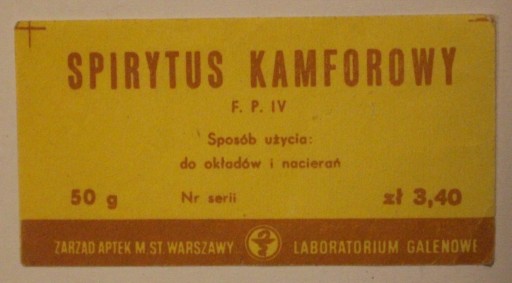 SPIRYTUS KAMFOROWY
F. P. IV
Sposób użycia:
do okładów i nacierań
50 g Nr serii zł 3,40
ZARZĄD APTEK M. ST. WARSZAWY LABORATORIUM GALENOWE